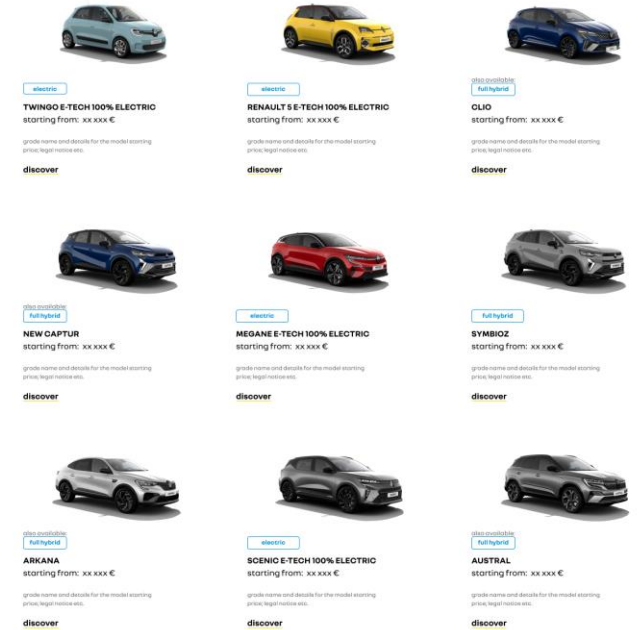 electric
TWINGO E-TECH 100% ELECTRIC
starting from: xx xxx €
grade name and details for the model starting
price; legal notice etc.
discover
electric
RENAULT 5 E-TECH 100% ELECTRIC
starting from: xx xxx €
grade name and details for the model starting
price; legal notice etc.
discover
also available
full hybrid
CLIO
starting from: xx xxx €
grade name and details for the model starting
price; legal notice etc.
discover
also available
full hybrid
NEW CAPTUR
starting from: xx xxx €
grade name and details for the model starting
price; legal notice etc.
discover
electric
MEGANE E-TECH 100% ELECTRIC
starting from: xx xxx €
grade name and details for the model starting
price; legal notice etc.
discover
full hybrid
SYMBIOZ
starting from: xx xxx €
grade name and details for the model starting
price; legal notice etc.
discover
also available
full hybrid
ARKANA
starting from: xx xxx €
grade name and details for the model starting
price; legal notice etc.
discover
electric
SCENIC E-TECH 100% ELECTRIC
starting from: xx xxx €
grade name and details for the model starting
price; legal notice etc.
discover
also available
full hybrid
AUSTRAL
starting from: xx xxx €
grade name and details for the model starting
price; legal notice etc.
discover